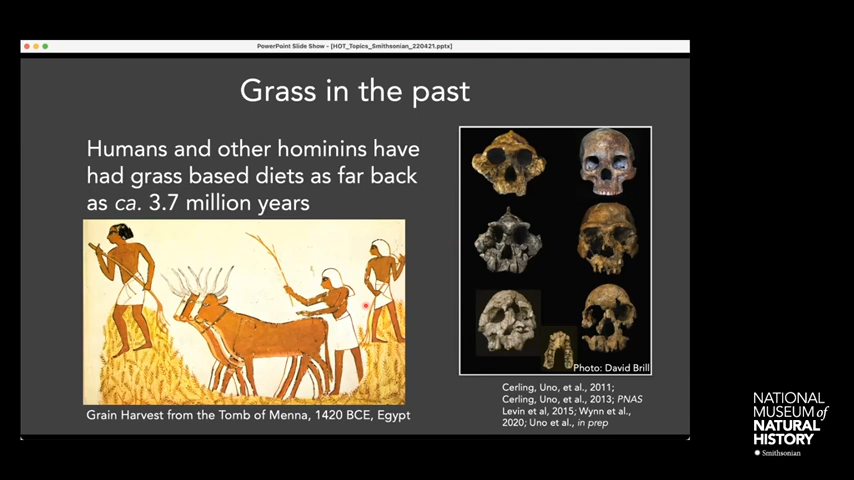 PowerPoint Slide Show - [HOT_Topics_Smithsonian_220421.pptx]
Grass in the past
Humans and other hominins have
had grass based diets as far back
as ca. 3.7 million years
Photo: David Brill
Grain Harvest from the Tomb of Menna, 1420 BCE, Egypt
Cerling, Uno, et al., 2011;
Cerling, Uno, et al., 2013; PNAS
Levin et al, 2015; Wynn et al.,
2020; Uno et al., in prep
NATIONAL
MUSEUM of
NATURAL
HISTORY
Smithsonian